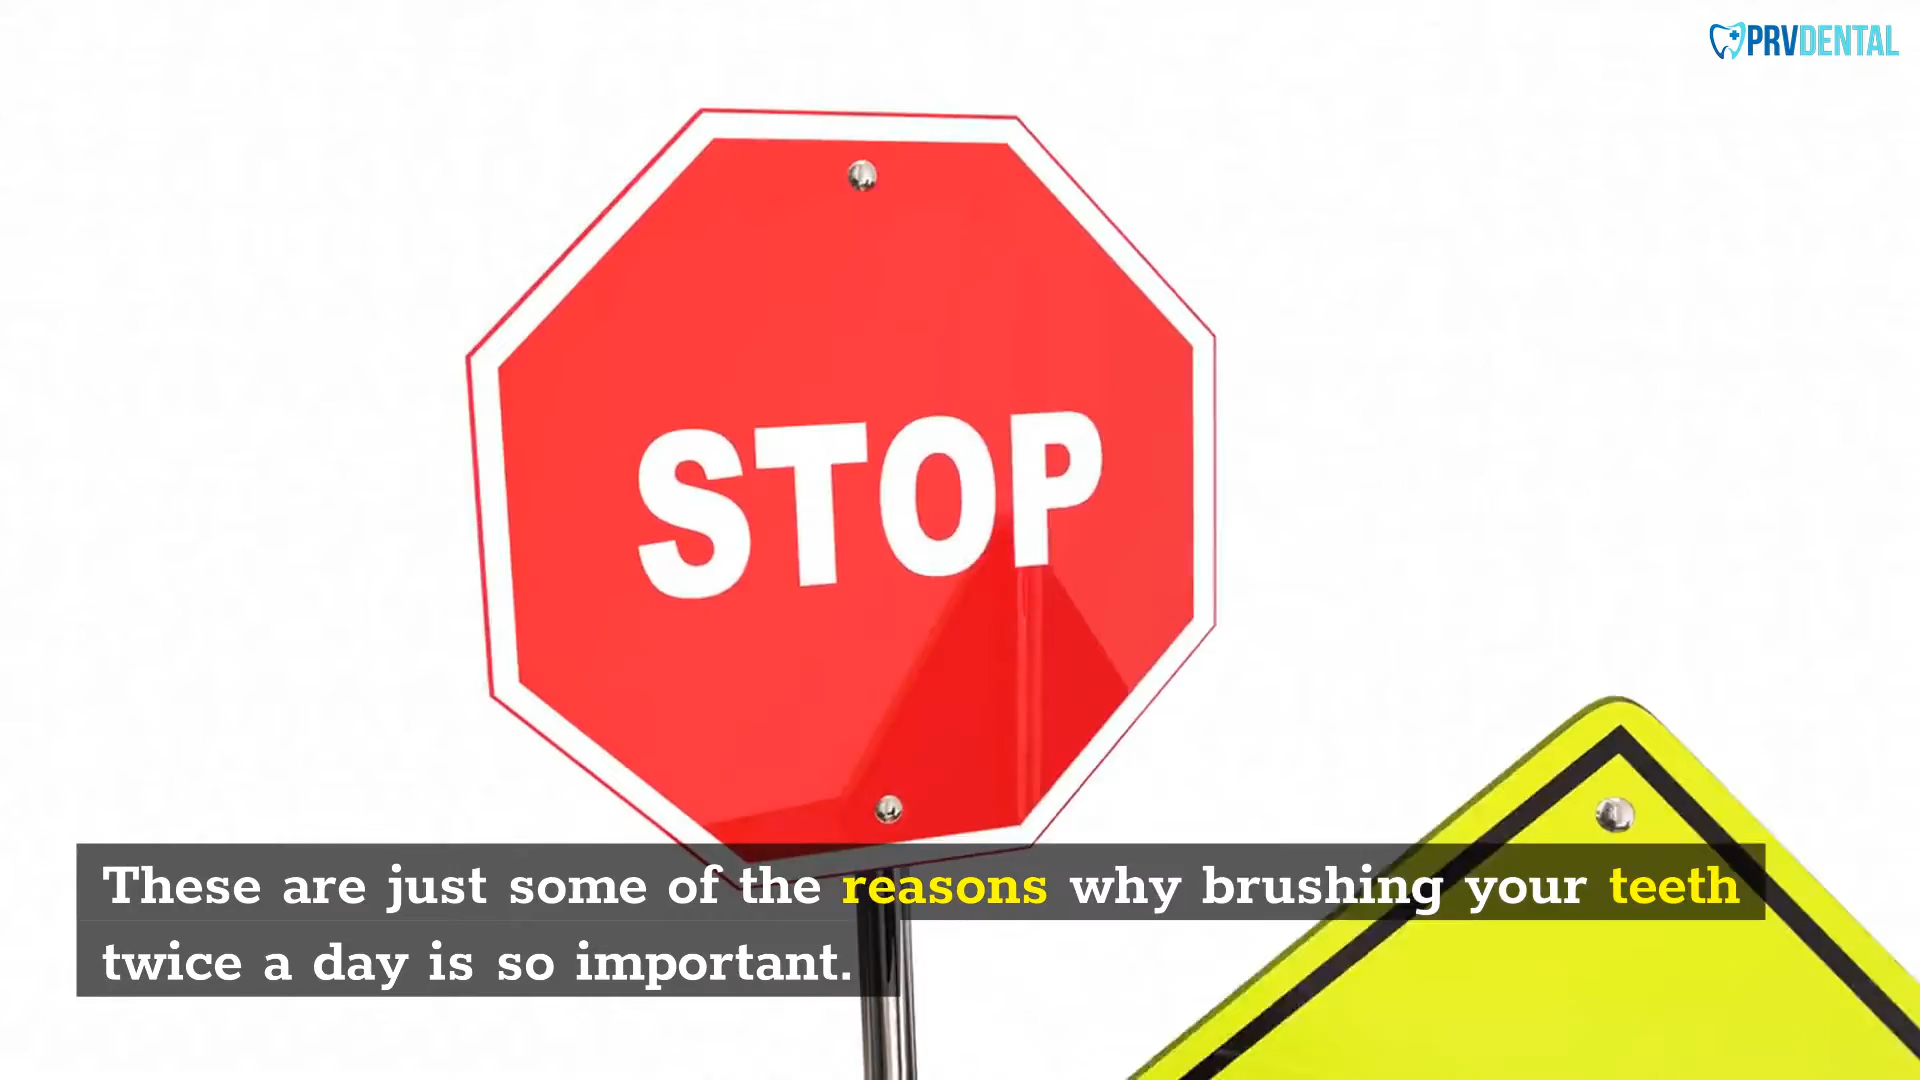 PRVDENTAL
STOP
These are just some of the reasons why brushing your teeth
twice a day is so important.